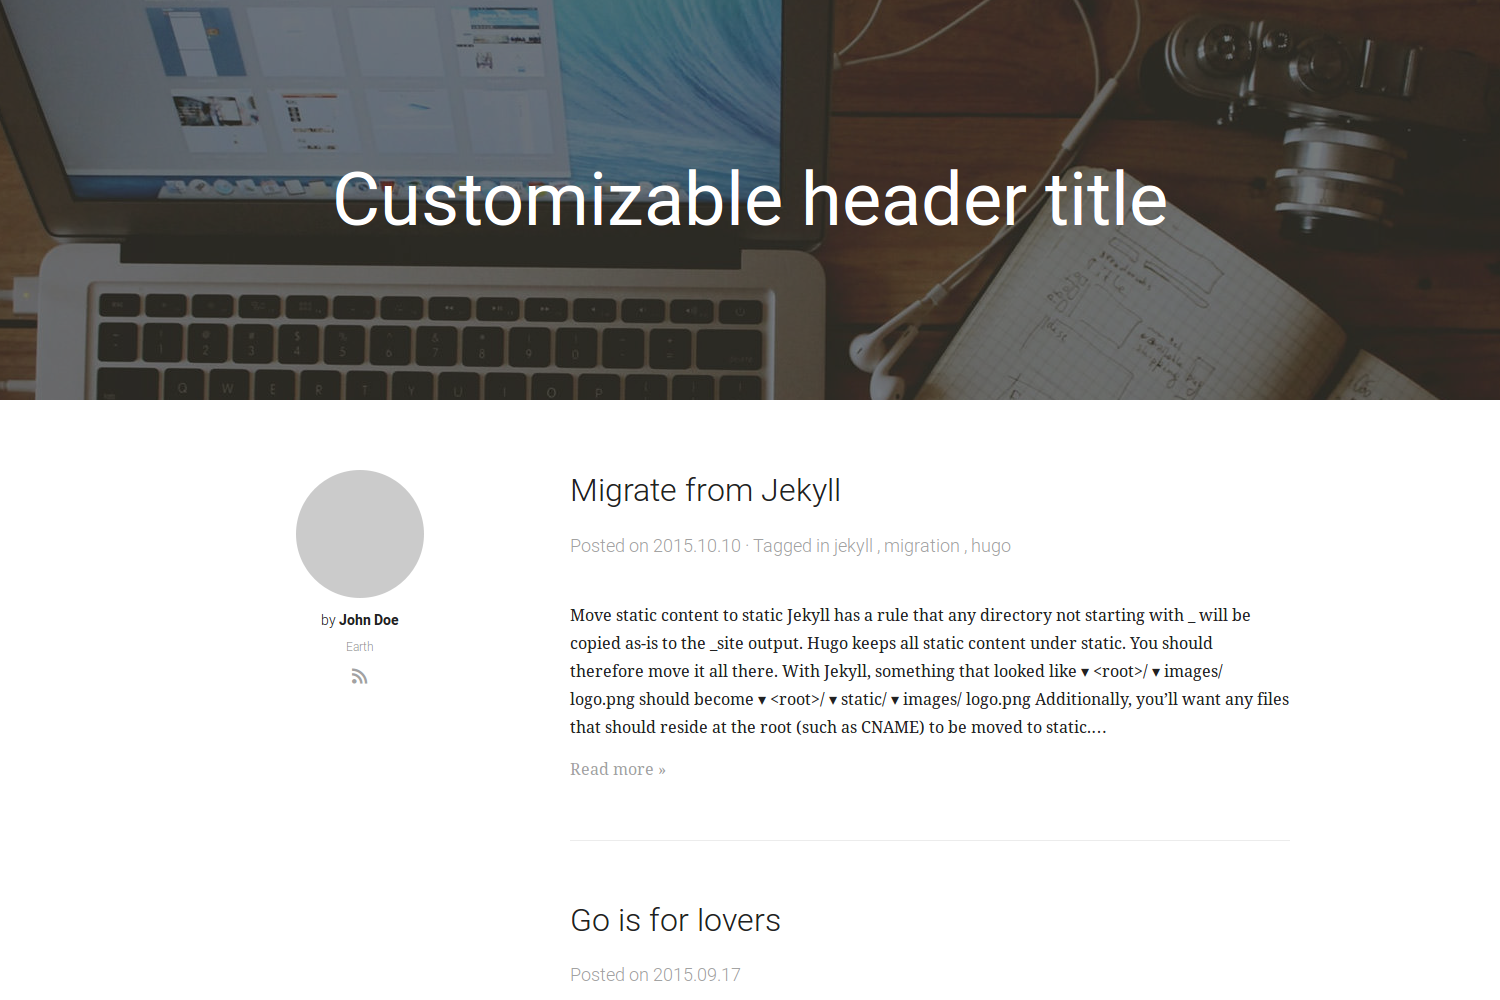 Customizable header title
Migrate from Jekyll
Posted on 2015.10.10 · Tagged in jekyll , migration , hugo
by John Doe
Earth
Move static content to static Jekyll has a rule that any directory not starting with _ will be
copied as-is to the _site output. Hugo keeps all static content under static. You should
therefore move it all there. With Jekyll, something that looked like ▾ <root>/ ▾ images/
logo.png should become ▾ <root>/ ▾ static/ ▾ images/ logo.png Additionally, you’ll want any files
that should reside at the root (such as CNAME) to be moved to static.…
Read more »
Go is for lovers
Posted on 2015.09.17